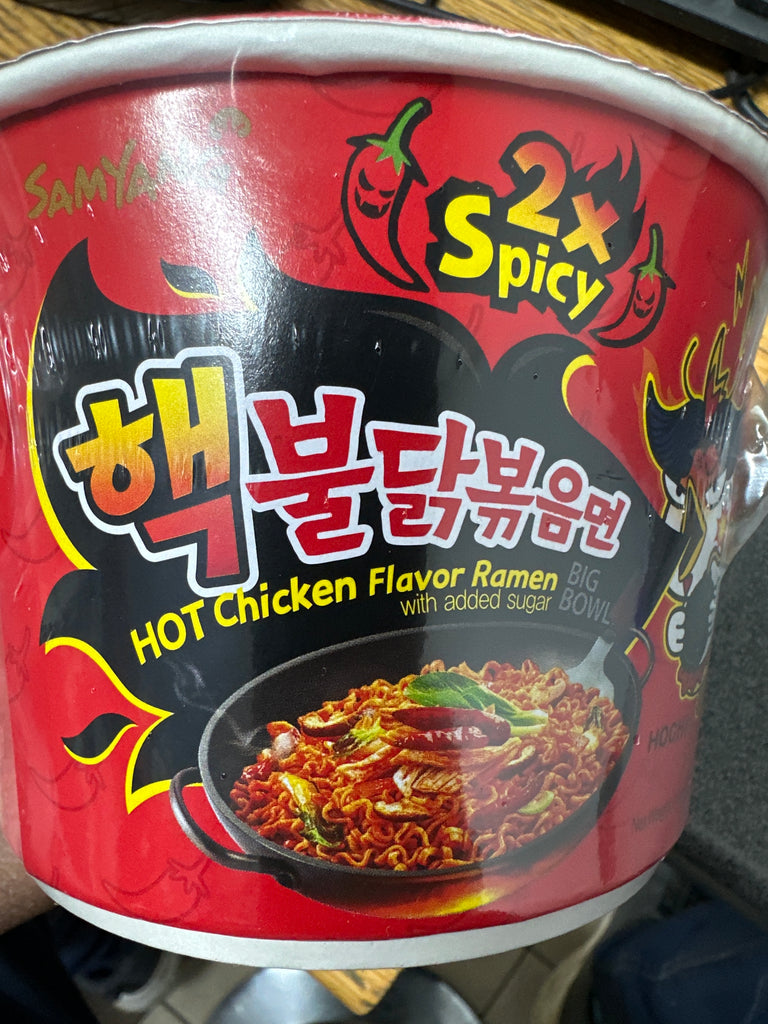 SAMYANG
2x
Spicy
핵불닭볶음면
HOT Chicken Flavor Ramen
with added sugar
BIG
BOWL